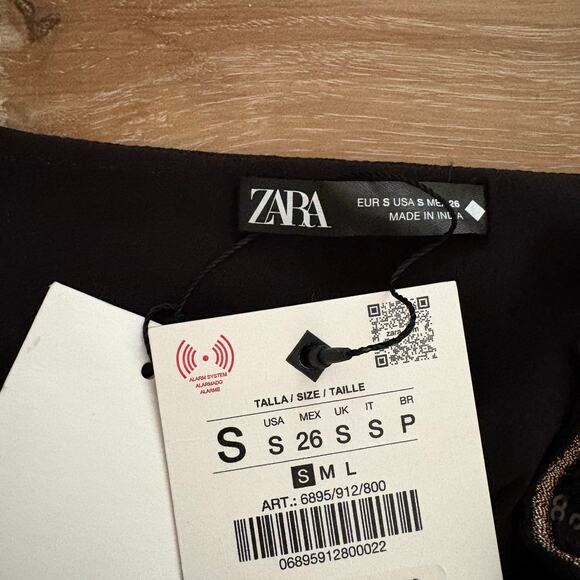 ZARA
EUR S USA S MEX 26
MADE IN INDIA
ALARM SYSTEM
ALARMADO
ALARME
zara
TALLA / SIZE / TAILLE
USA MEX UK IT BR
S S 26 S S P
S M L
ART.: 6895/912/800
06895912800022